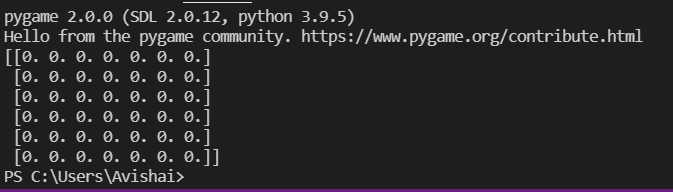 pygame 2.0.0 (SDL 2.0.12, python 3.9.5)
Hello from the pygame community. https://www.pygame.org/contribute.html
[[0. 0. 0. 0. 0. 0. 0.]
 [0. 0. 0. 0. 0. 0. 0.]
 [0. 0. 0. 0. 0. 0. 0.]
 [0. 0. 0. 0. 0. 0. 0.]
 [0. 0. 0. 0. 0. 0. 0.]
 [0. 0. 0. 0. 0. 0. 0.]]
PS C:\Users\Avishai>